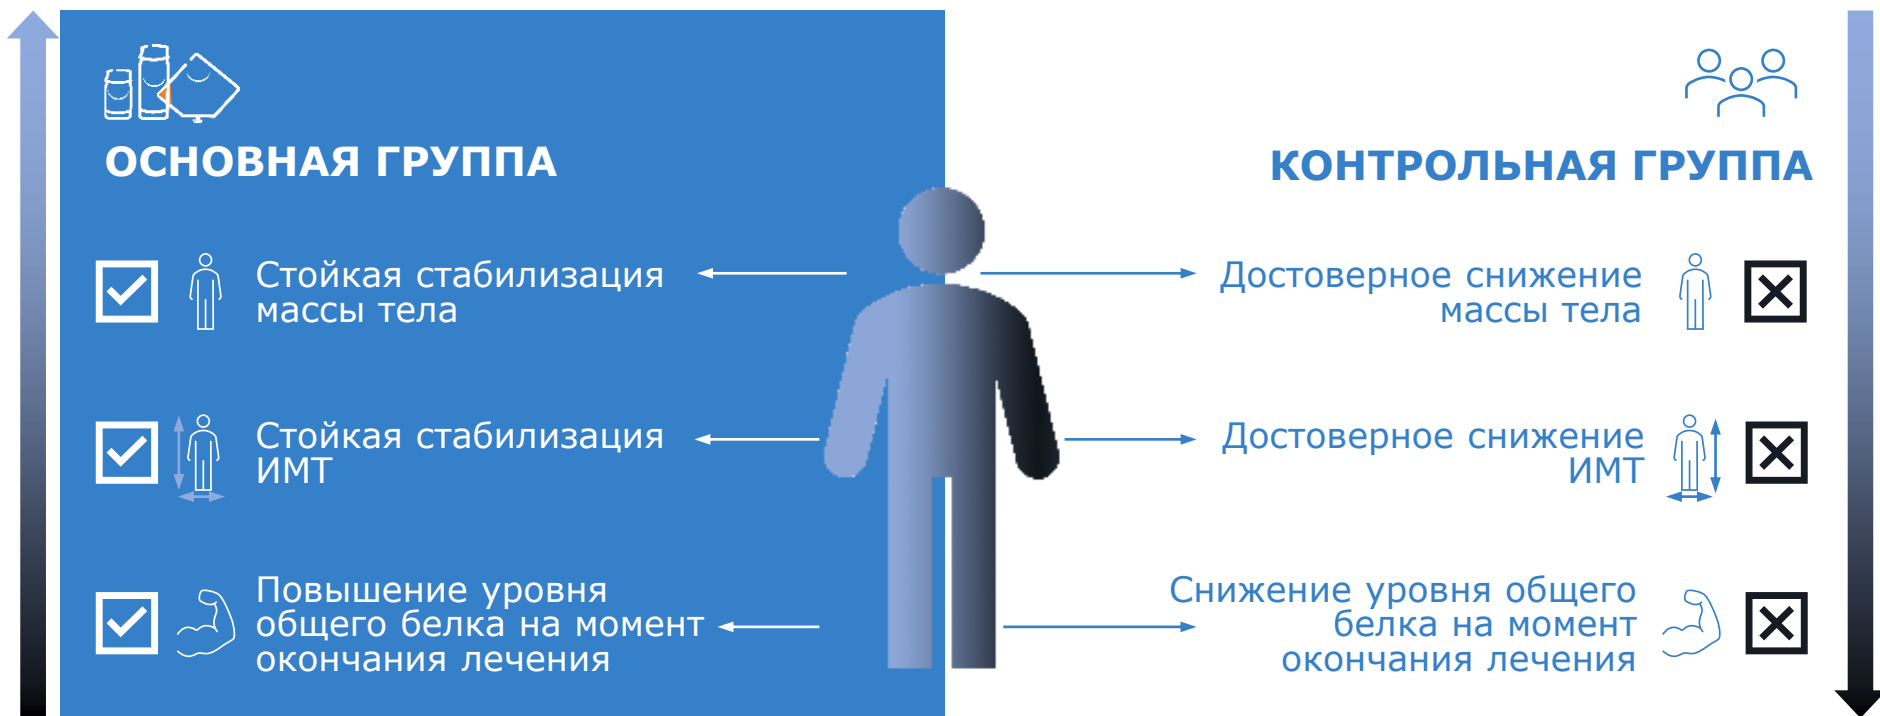 ОСНОВНАЯ ГРУППА
Стойкая стабилизация
массы тела
Стойкая стабилизация
ИМТ
Повышение уровня
общего белка на момент
окончания лечения
КОНТРОЛЬНАЯ ГРУППА
Достоверное снижение
массы тела
Достоверное снижение
ИМТ
Снижение уровня общего
белка на момент
окончания лечения